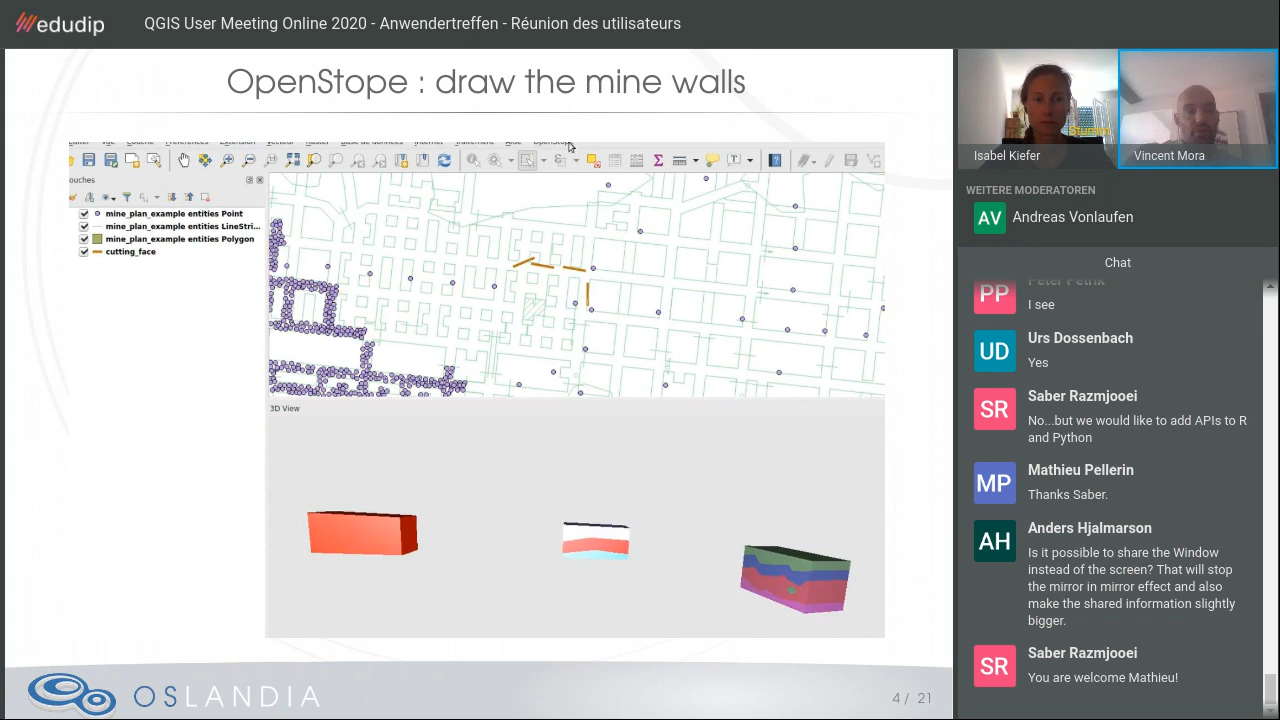 edudip
QGIS User Meeting Online 2020 - Anwendertreffen - Réunion des utilisateurs
OpenStope : draw the mine walls
ouches
mine_plan_example entities Point
mine_plan_example entities LineStri...
mine_plan_example entities Polygon
cutting_face
3D View
OSLANDIA
4 / 21
Isabel Kiefer
Vincent Mora
WEITERE MODERATOREN
AV
Andreas Vonlaufen
Chat
PP
I see
UD
Urs Dossenbach
Yes
SR
Saber Razmjooei
No...but we would like to add APIs to R
and Python
MP
Mathieu Pellerin
Thanks Saber.
AH
Anders Hjalmarson
Is it possible to share the Window
instead of the screen? That will stop
the mirror in mirror effect and also
make the shared information slightly
bigger.
SR
Saber Razmjooei
You are welcome Mathieu!